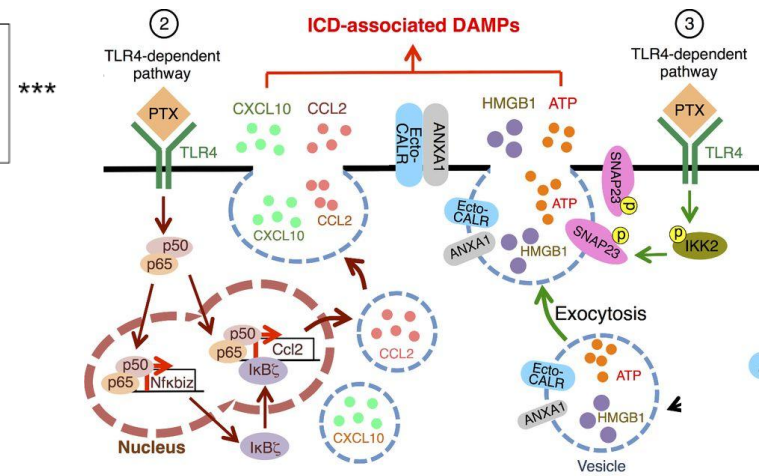 ***
2
TLR4-dependent
pathway
PTX
TLR4
ICD-associated DAMPs
CXCL10
CCL2
Ecto-
CALR
ANXA1
HMGB1
ATP
3
TLR4-dependent
pathway
PTX
TLR4
SNAP23
p
CXCL10
CCL2
Ecto-
CALR
ANXA1
ATP
HMGB1
SNAP23
p
p
IKK2
p50
p65
p50
p65
Nfκbiz
p50
p65
Ccl2
IκBζ
IκBζ
Nucleus
CCL2
CXCL10
Exocytosis
Ecto-
CALR
ANXA1
ATP
HMGB1
Vesicle